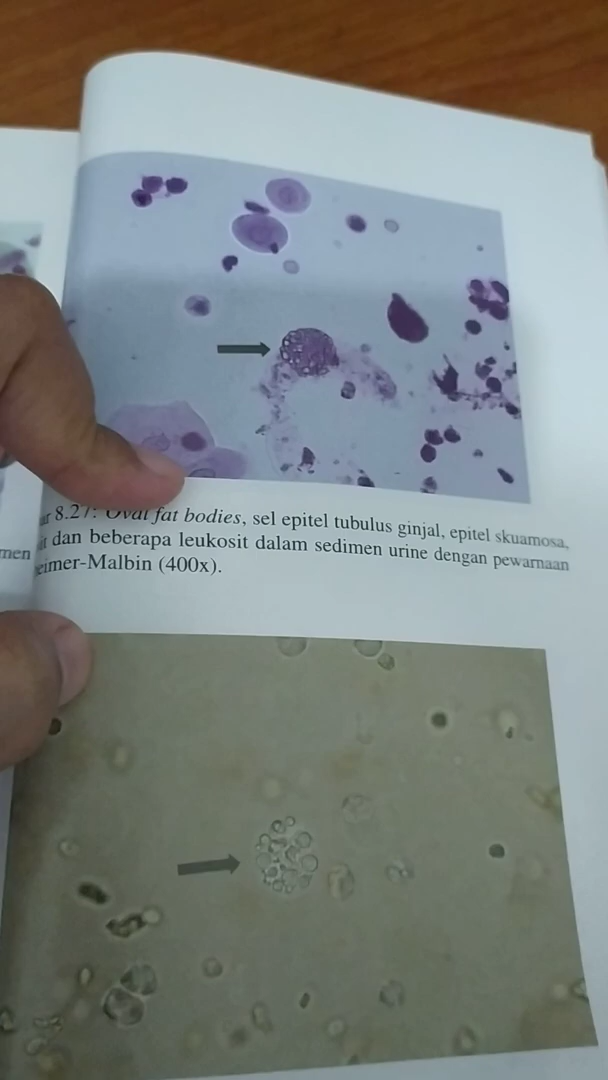 8.27: Oval fat bodies, sel epitel tubulus ginjal, epitel skuamosa,
dan beberapa leukosit dalam sedimen urine dengan pewarnaan
eimer-Malbin (400x).
men